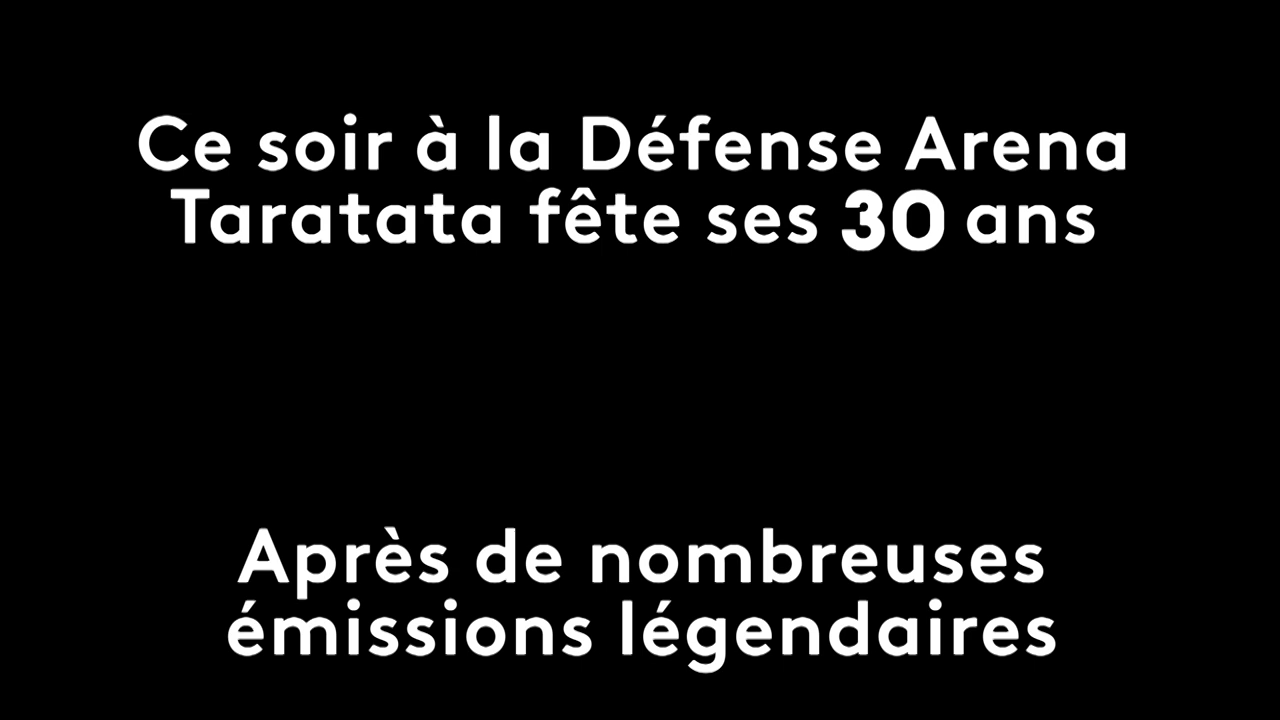 Ce soir à la Défense Arena
Taratata fête ses 30 ans
Après de nombreuses
émissions légendaires